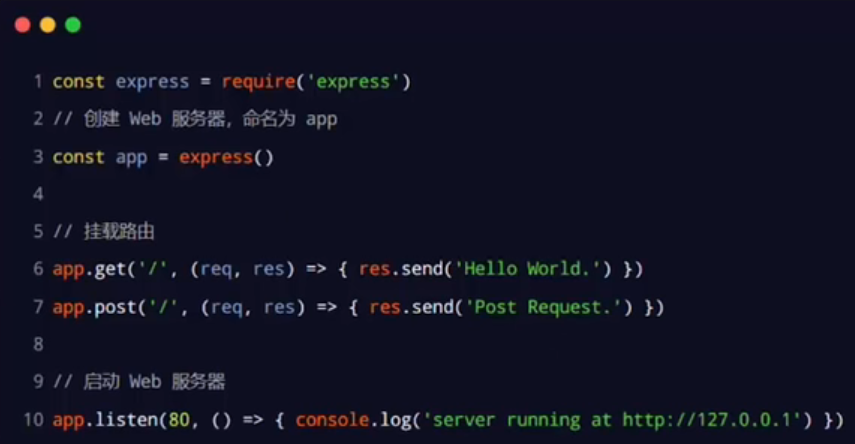 1 const express = require('express')
2 // 创建 Web 服务器，命名为 app
3 const app = express()
4
5 // 挂载路由
6 app.get('/', (req, res) => { res.send('Hello World.') })
7 app.post('/', (req, res) => { res.send('Post Request.') })
8
9 // 启动 Web 服务器
10 app.listen(80, () => { console.log('server running at http://127.0.0.1') })